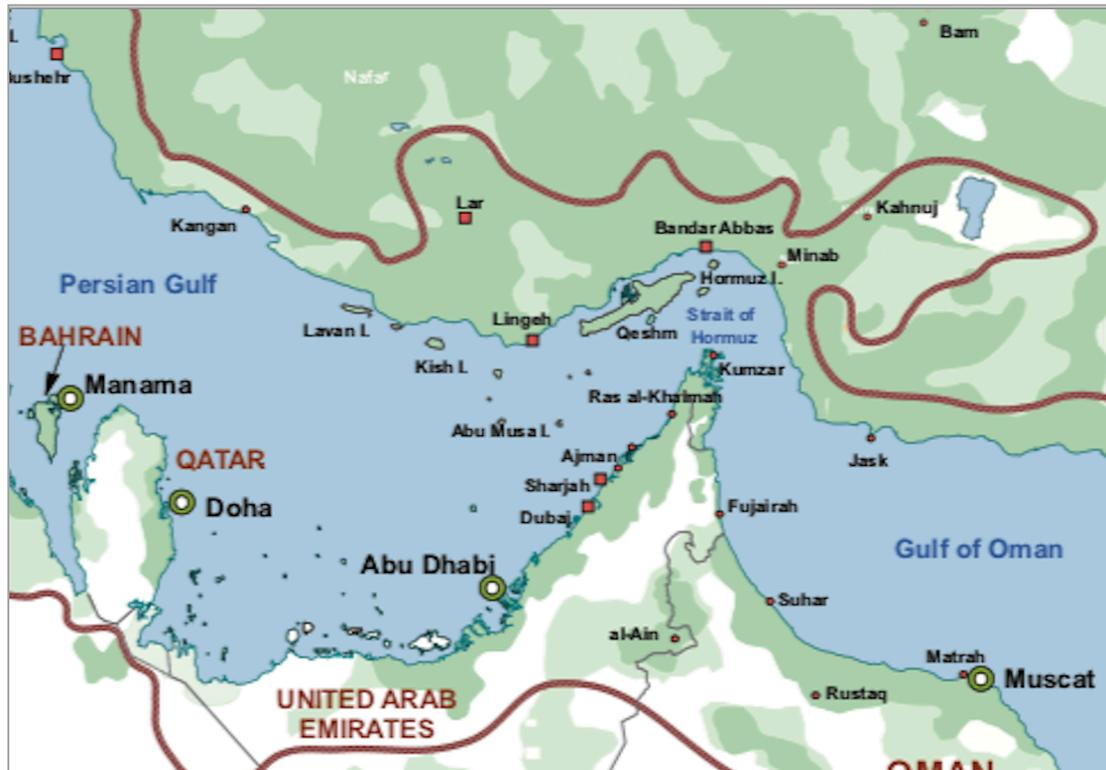 Bam
Nafar
Lar
Kangan
Kahnuj
Bandar Abbas
Minab
Hormuz I.
Persian Gulf
Lavan I.
Lingeh
Qeshm
Strait of
Hormuz
BAHRAIN
Kish I.
Kumzar
Manama
Ras al-Khaimah
Abu Musa I.
Ajman
Jask
QATAR
Sharjah
Doha
Dubaj
Fujairah
Gulf of Oman
Abu Dhabi
Suhar
al-Ain
Matrah
Muscat
Rustaq
UNITED ARAB
EMIRATES
OMAN